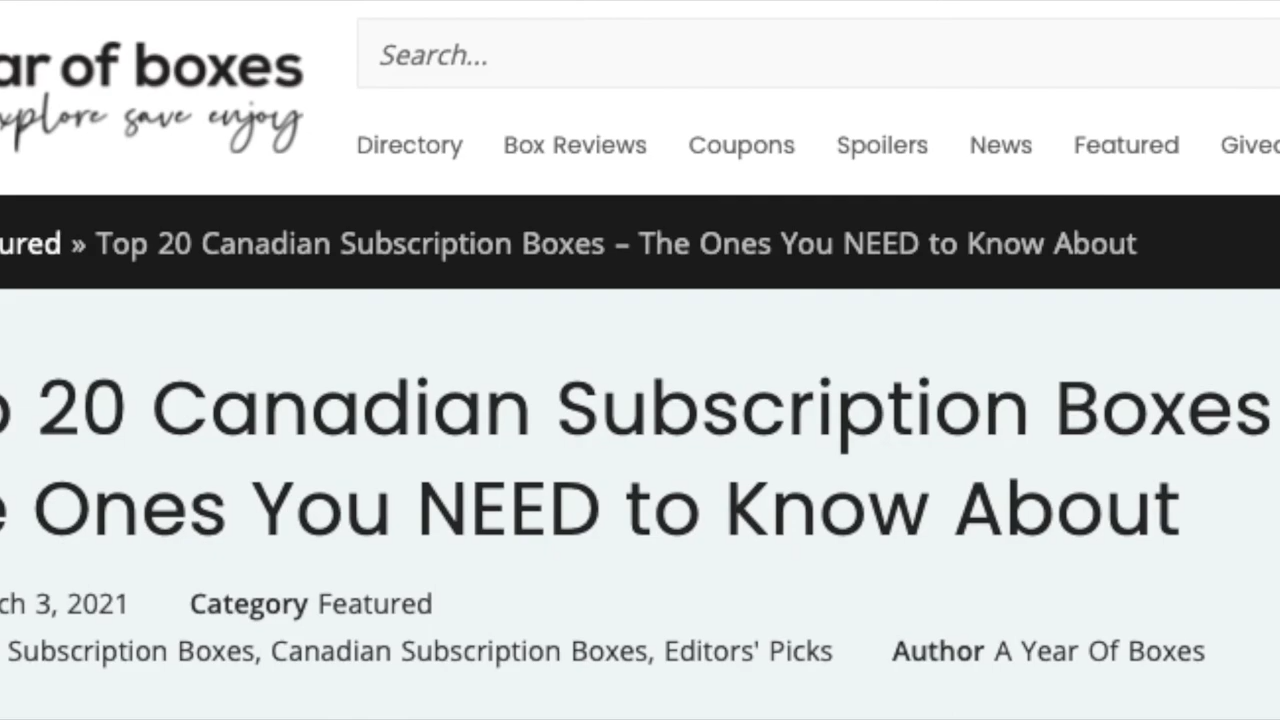 ar of boxes
Search...
xplore save enjoy
Directory Box Reviews Coupons Spoilers News Featured Givea
ured » Top 20 Canadian Subscription Boxes – The Ones You NEED to Know About
p 20 Canadian Subscription Boxes
e Ones You NEED to Know About
ch 3, 2021 Category Featured
Subscription Boxes, Canadian Subscription Boxes, Editors' Picks Author A Year Of Boxes